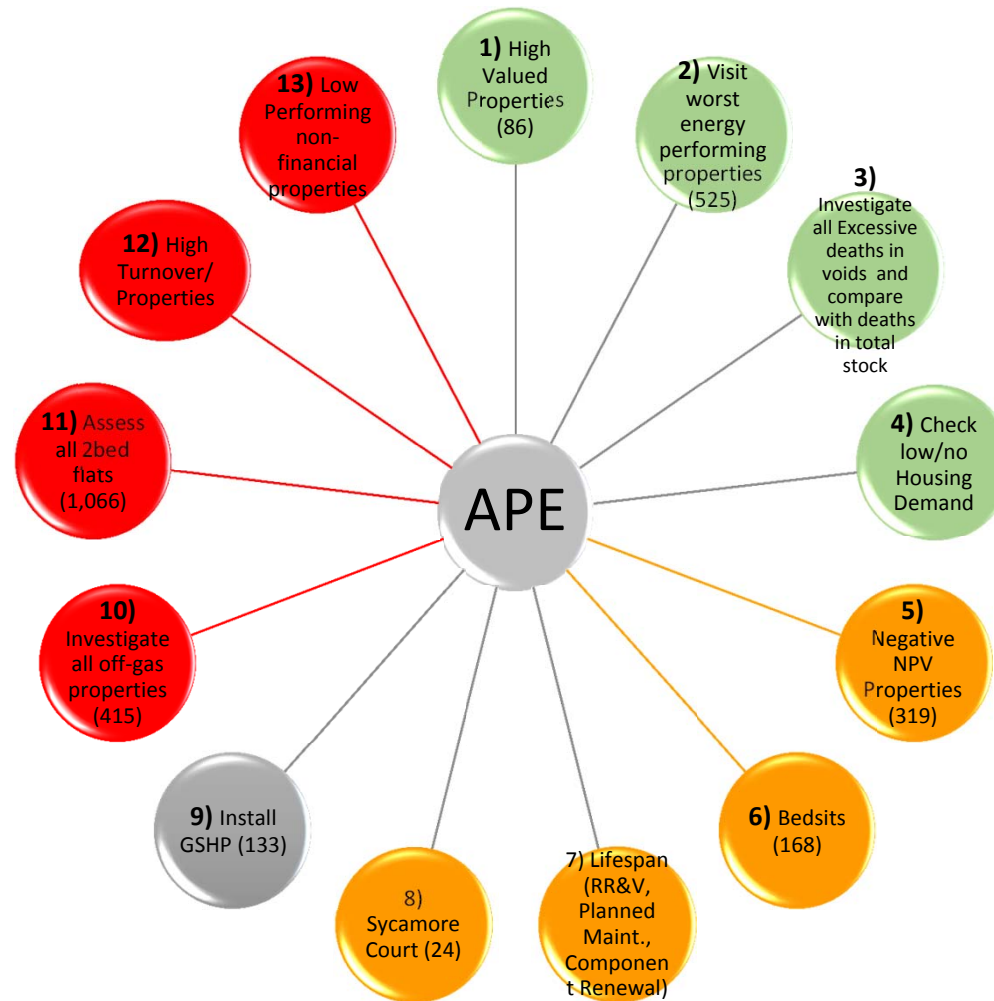 1) High
Valued
Properties
(86)
2) Visit
worst
energy
performing
properties
(525)
3)
Investigate
all Excessive
deaths in
voids and
compare
with deaths
in total
stock
4) Check
low/no
Housing
Demand
5)
Negative
NPV
Properties
(319)
6) Bedsits
(168)
7) Lifespan
(RR&V,
Planned
Maint.,
Componen
t Renewal)
8)
Sycamore
Court (24)
9) Install
GSHP (133)
10)
Investigate
all off-gas
properties
(415)
11) Assess
all 2bed
flats
(1,066)
12) High
Turnover/
Properties
13) Low
Performing
non-
financial
properties
APE